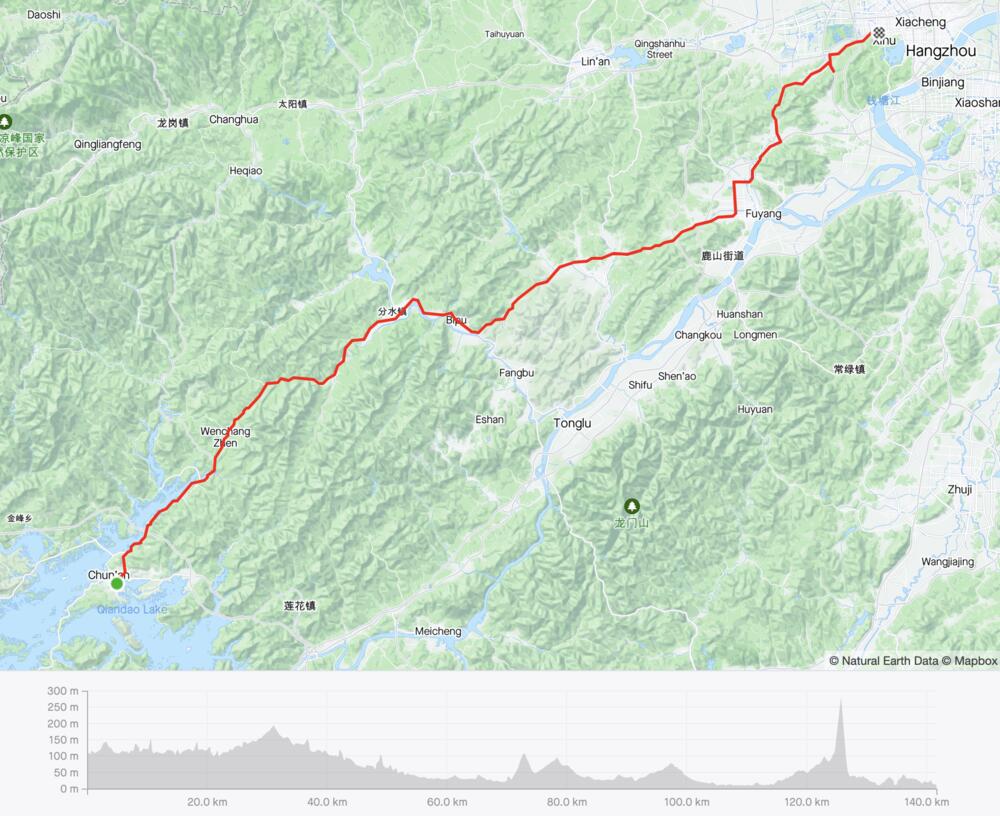 Daoshi
Xiacheng
Taihuyuan
Qingshanhu
Street
Xihu
Hangzhou
Lin'an
Binjiang
钱塘江
太阳镇
龙岗镇
Changhua
Qingliangfeng
凉峰国家
保护区
Heqiao
Fuyang
鹿山街道
分水镇
Bipu
Huanshan
Changkou
Longmen
Fangbu
Shen'ao
常绿镇
Shifu
Eshan
Huyuan
Tonglu
Wenchang
Zhen
Zhuji
龙门山
金峰乡
Wangjiajing
Chun'an
Qiandao Lake
莲花镇
Meicheng
© Natural Earth Data © Mapbox
300 m
250 m
200 m
150 m
100 m
50 m
0 m
20.0 km
40.0 km
60.0 km
80.0 km
100.0 km
120.0 km
140.0 km